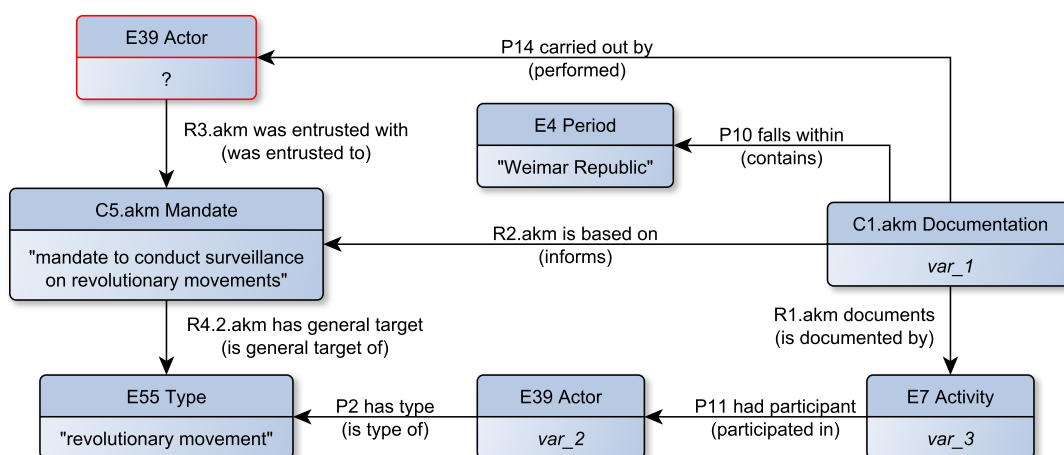 E39 Actor
?
P14 carried out by
(performed)
R3.akm was entrusted with
(was entrusted to)
E4 Period
"Weimar Republic"
P10 falls within
(contains)
C5.akm Mandate
"mandate to conduct surveillance
on revolutionary movements"
R2.akm is based on
(informs)
C1.akm Documentation
var_1
R4.2.akm has general target
(is general target of)
R1.akm documents
(is documented by)
E55 Type
"revolutionary movement"
P2 has type
(is type of)
E39 Actor
var_2
P11 had participant
(participated in)
E7 Activity
var_3